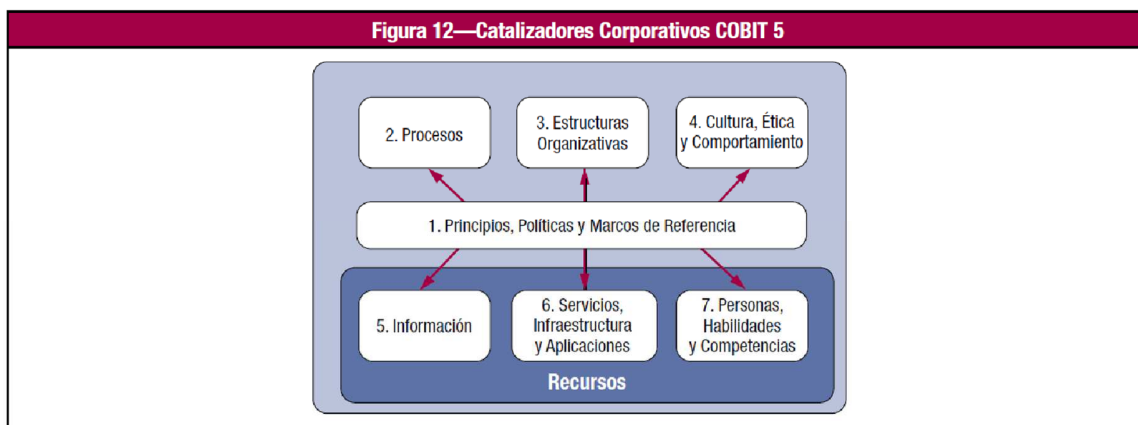 Figura 12—Catalizadores Corporativos COBIT 5
2. Procesos
3. Estructuras
Organizativas
4. Cultura, Ética
y Comportamiento
1. Principios, Políticas y Marcos de Referencia
5. Información
6. Servicios,
Infraestructura
y Aplicaciones
7. Personas,
Habilidades
y Competencias
Recursos